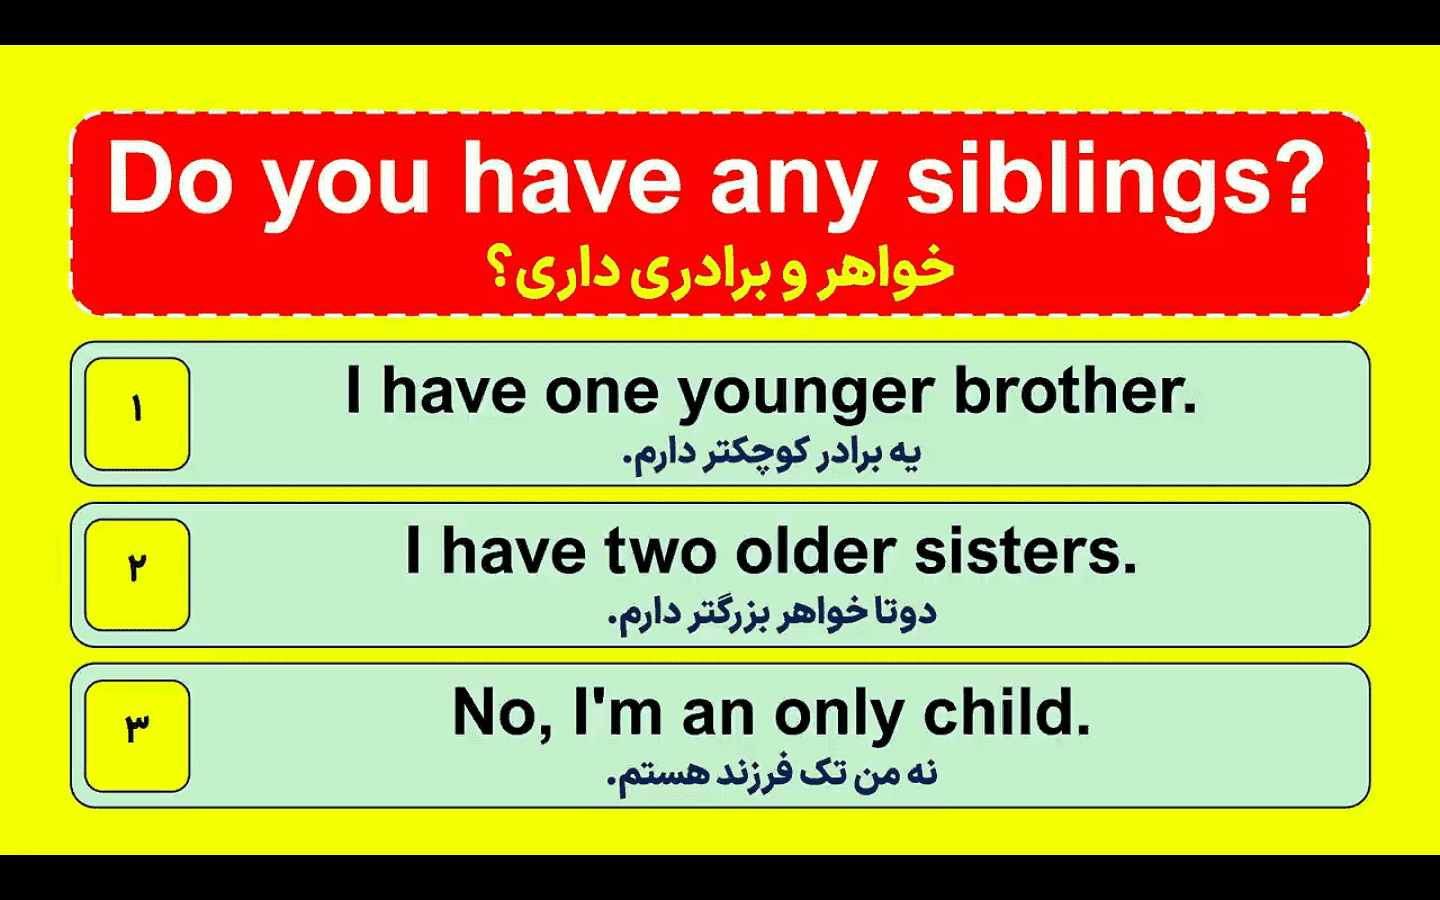 Do you have any siblings?
خواهر و برادری داری؟
۱
I have one younger brother.
یه برادر کوچکتر دارم.
۲
I have two older sisters.
دوتا خواهر بزرگتر دارم.
۳
No, I'm an only child.
نه من تک فرزند هستم.